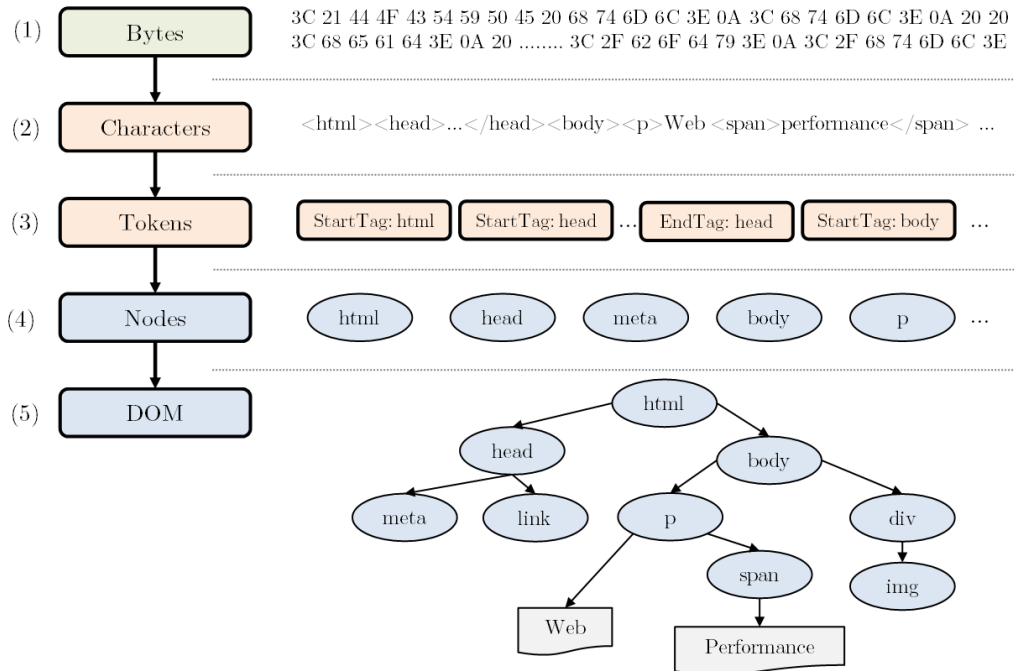 (1) Bytes 3C 21 44 4F 43 54 59 50 45 20 68 74 6D 6C 3E 0A 3C 68 74 6D 6C 3E 0A 20 20
3C 68 65 61 64 3E 0A 20 ........ 3C 2F 62 6F 64 79 3E 0A 3C 2F 68 74 6D 6C 3E
(2) Characters <html><head>...</head><body><p>Web <span>performance</span> ...
(3) Tokens StartTag: html StartTag: head ... EndTag: head StartTag: body ...
(4) Nodes html head meta body p ...
(5) DOM html
head body
meta link p div
span img
Web Performance